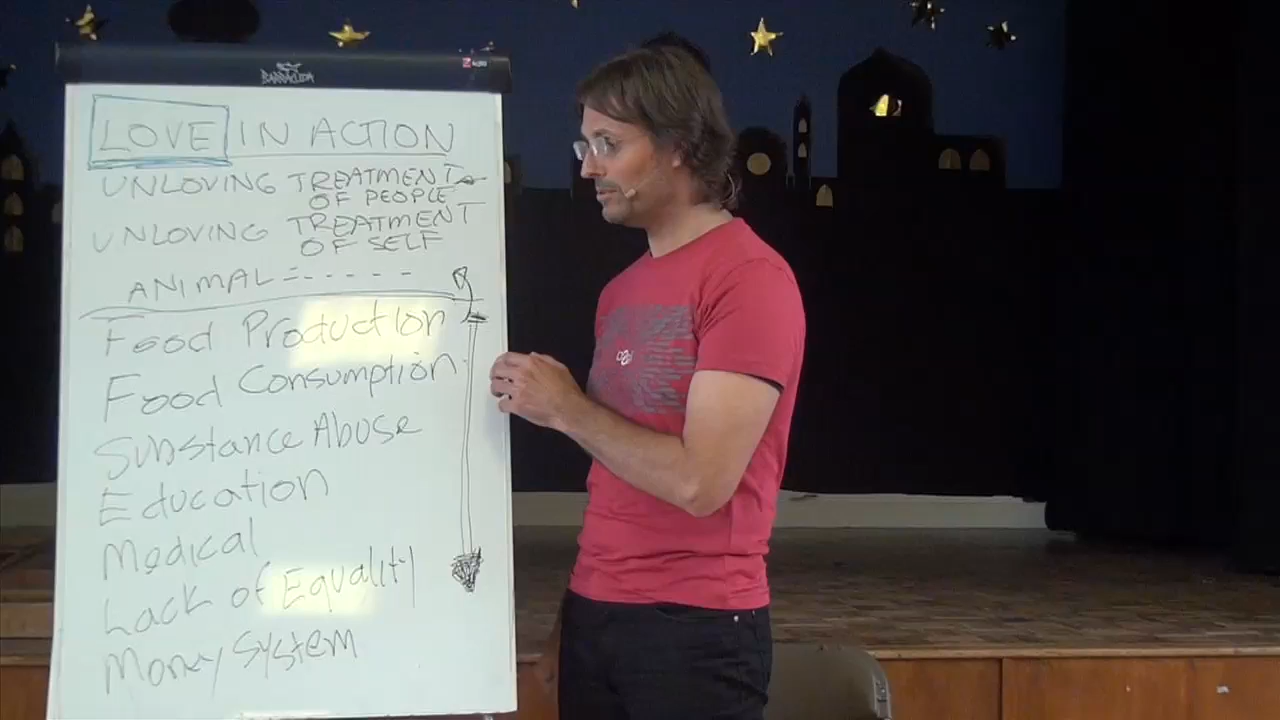 BARRACUDA
LOVE IN ACTION
UNLOVING TREATMENT
OF PEOPLE
UNLOVING TREATMENT
OF SELF
ANIMAL = - - - - -
Food Production
Food Consumption
Substance Abuse
Education
Medical
Lack of Equality
Money System